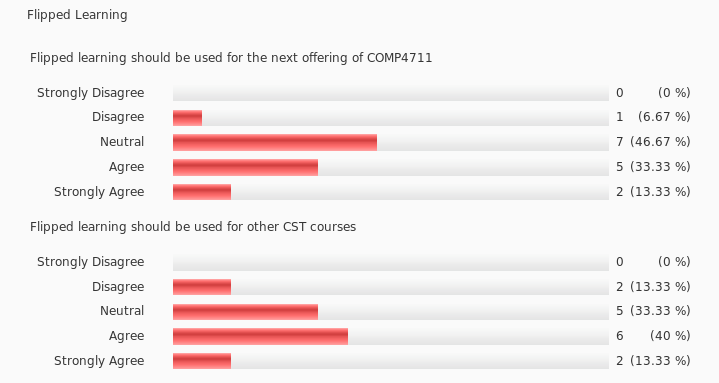 Flipped Learning
Flipped learning should be used for the next offering of COMP4711
Strongly Disagree 0 (0 %)
Disagree 1 (6.67 %)
Neutral 7 (46.67 %)
Agree 5 (33.33 %)
Strongly Agree 2 (13.33 %)
Flipped learning should be used for other CST courses
Strongly Disagree 0 (0 %)
Disagree 2 (13.33 %)
Neutral 5 (33.33 %)
Agree 6 (40 %)
Strongly Agree 2 (13.33 %)